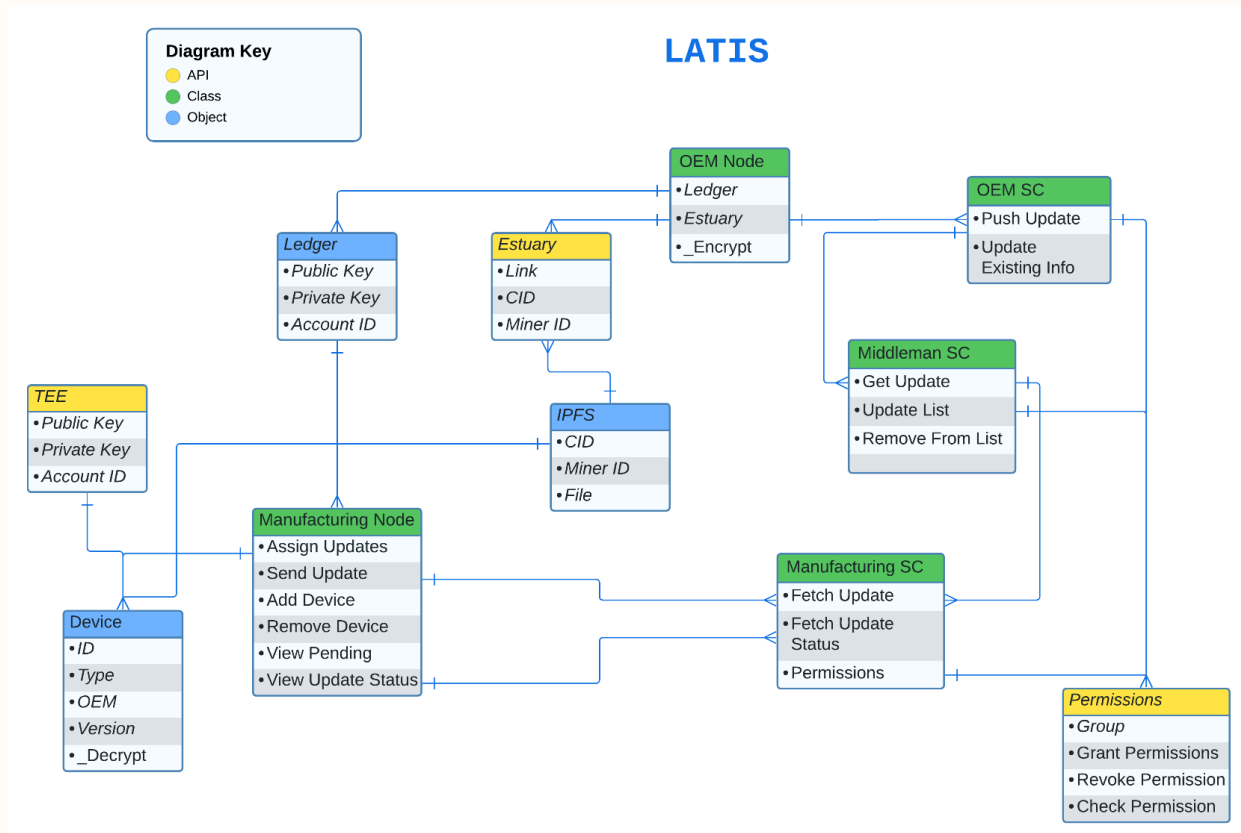 LATIS
Diagram Key
API
Class
Object
OEM Node
•Ledger
•Estuary
•_Encrypt
OEM SC
•Push Update
•Update
Existing Info
Ledger
•Public Key
•Private Key
•Account ID
Estuary
•Link
•CID
•Miner ID
Middleman SC
•Get Update
•Update List
•Remove From List
TEE
•Public Key
•Private Key
•Account ID
IPFS
•CID
•Miner ID
•File
Manufacturing Node
•Assign Updates
•Send Update
•Add Device
•Remove Device
•View Pending
•View Update Status
Manufacturing SC
•Fetch Update
•Fetch Update
Status
•Permissions
Device
•ID
•Type
•OEM
•Version
•_Decrypt
Permissions
•Group
•Grant Permissions
•Revoke Permission
•Check Permission